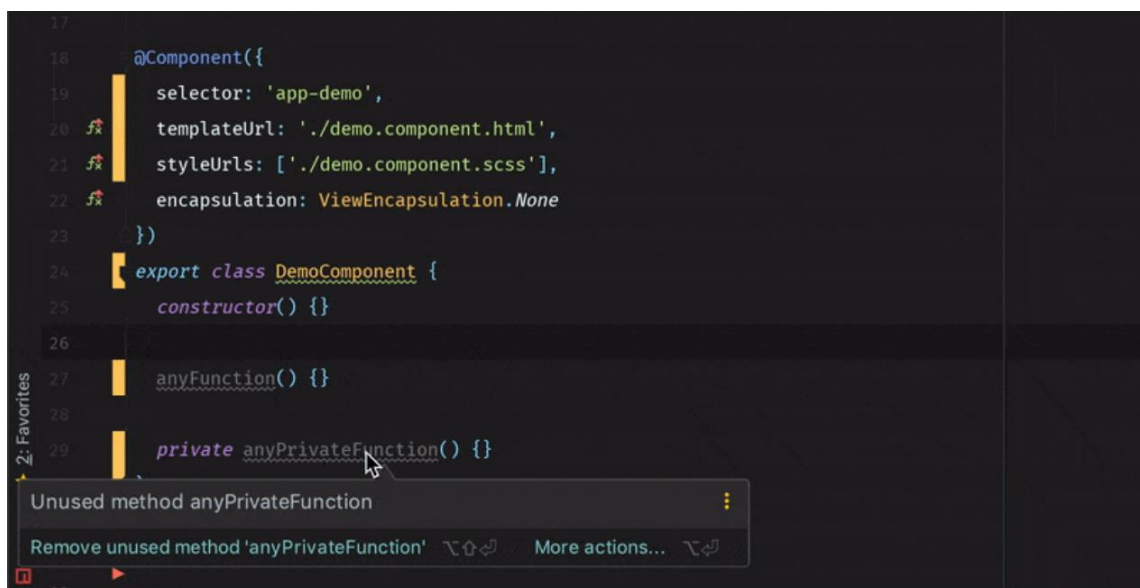 17
18 @Component({
19 selector: 'app-demo',
20 templateUrl: './demo.component.html',
21 styleUrls: ['./demo.component.scss'],
22 encapsulation: ViewEncapsulation.None
23 })
24 export class DemoComponent {
25 constructor() {}
26
27 anyFunction() {}
28
29 private anyPrivateFunction() {}
Unused method anyPrivateFunction
Remove unused method 'anyPrivateFunction' ⌥⇧⏎ More actions... ⌥⏎
2: Favorites